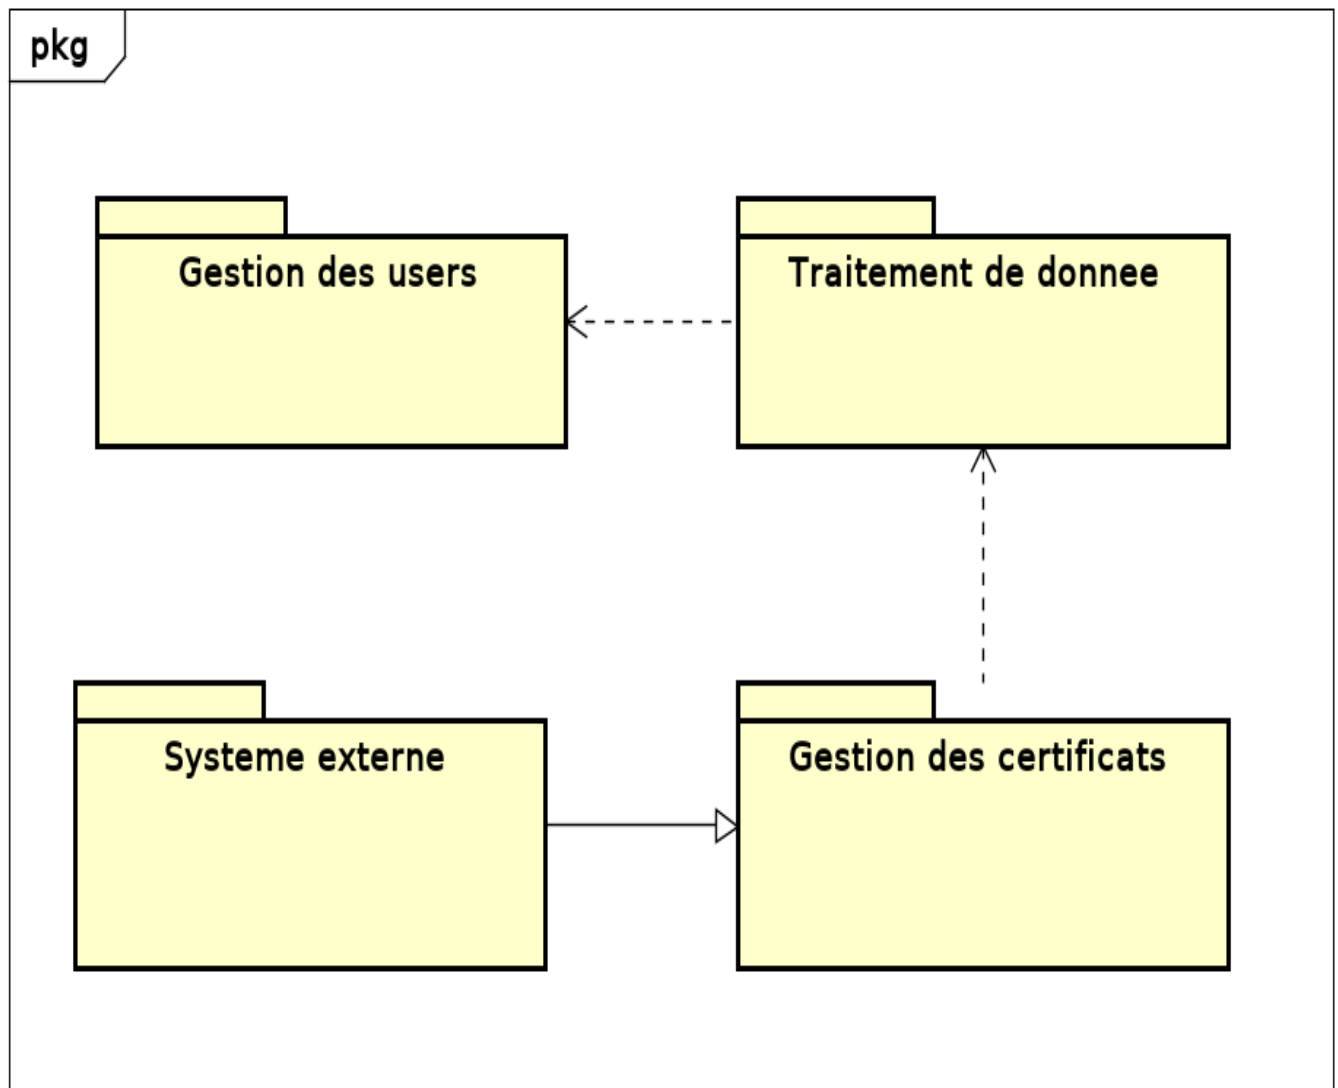 pkg
Gestion des users
Traitement de donnee
Systeme externe
Gestion des certificats